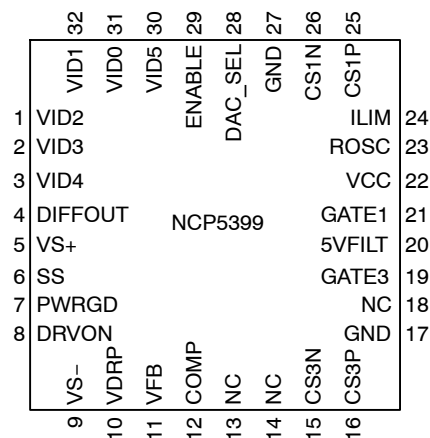 32 31 30 29 28 27 26 25
VID1 VID0 VID5 ENABLE DAC_SEL GND CS1N CS1P
1 VID2
2 VID3
3 VID4
4 DIFFOUT
5 VS+
6 SS
7 PWRGD
8 DRVON
NCP5399
ILIM 24
ROSC 23
VCC 22
GATE1 21
5VFILT 20
GATE3 19
NC 18
GND 17
VS− VDRP VFB COMP NC NC CS3N CS3P
9 10 11 12 13 14 15 16